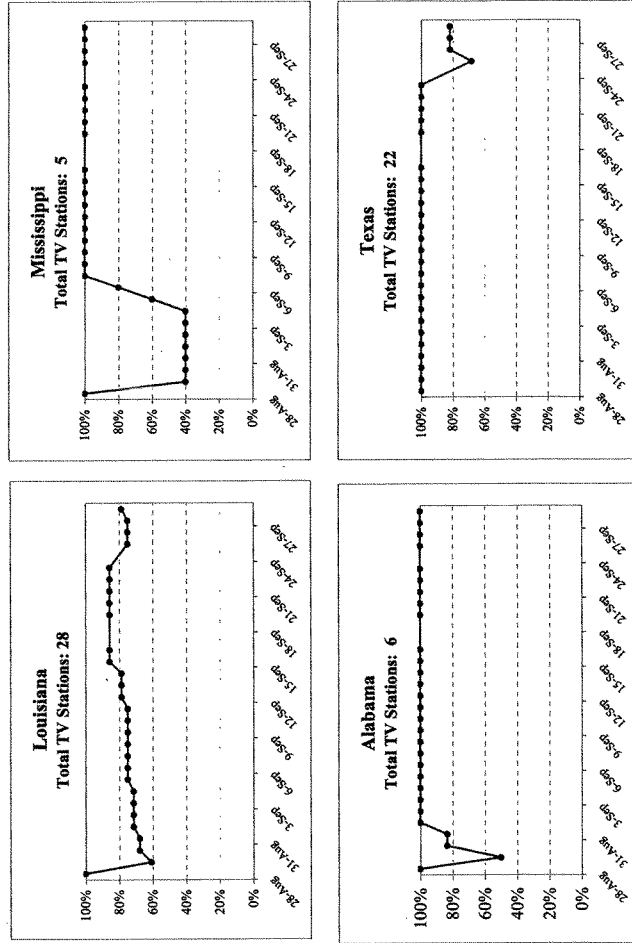 Louisiana
Total TV Stations: 28
100%
80%
60%
40%
20%
0%
28-Aug 31-Aug 3-Sep 6-Sep 9-Sep 12-Sep 15-Sep 18-Sep 21-Sep 24-Sep 27-Sep
Mississippi
Total TV Stations: 5
100%
80%
60%
40%
20%
0%
28-Aug 31-Aug 3-Sep 6-Sep 9-Sep 12-Sep 15-Sep 18-Sep 21-Sep 24-Sep 27-Sep
Alabama
Total TV Stations: 6
100%
80%
60%
40%
20%
0%
28-Aug 31-Aug 3-Sep 6-Sep 9-Sep 12-Sep 15-Sep 18-Sep 21-Sep 24-Sep 27-Sep
Texas
Total TV Stations: 22
100%
80%
60%
40%
20%
0%
28-Aug 31-Aug 3-Sep 6-Sep 9-Sep 12-Sep 15-Sep 18-Sep 21-Sep 24-Sep 27-Sep